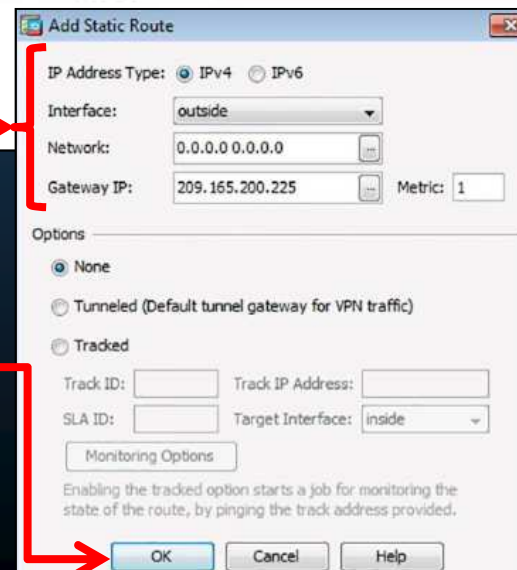 Add Static Route
IP Address Type: IPv4 IPv6
Interface: outside
Network: 0.0.0.0 0.0.0.0 ...
Gateway IP: 209.165.200.225 ... Metric: 1
Options
None
Tunneled (Default tunnel gateway for VPN traffic)
Tracked
Track ID: Track IP Address:
SLA ID: Target Interface: inside
Monitoring Options
Enabling the tracked option starts a job for monitoring the
state of the route, by pinging the track address provided.
OK Cancel Help